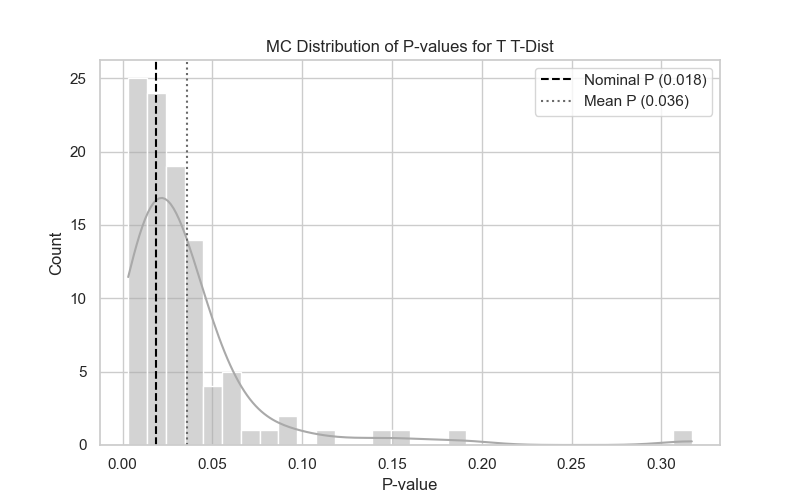 MC Distribution of P-values for T T-Dist
Nominal P (0.018)
Mean P (0.036)
Count
25
20
15
10
5
0
0.00 0.05 0.10 0.15 0.20 0.25 0.30
P-value